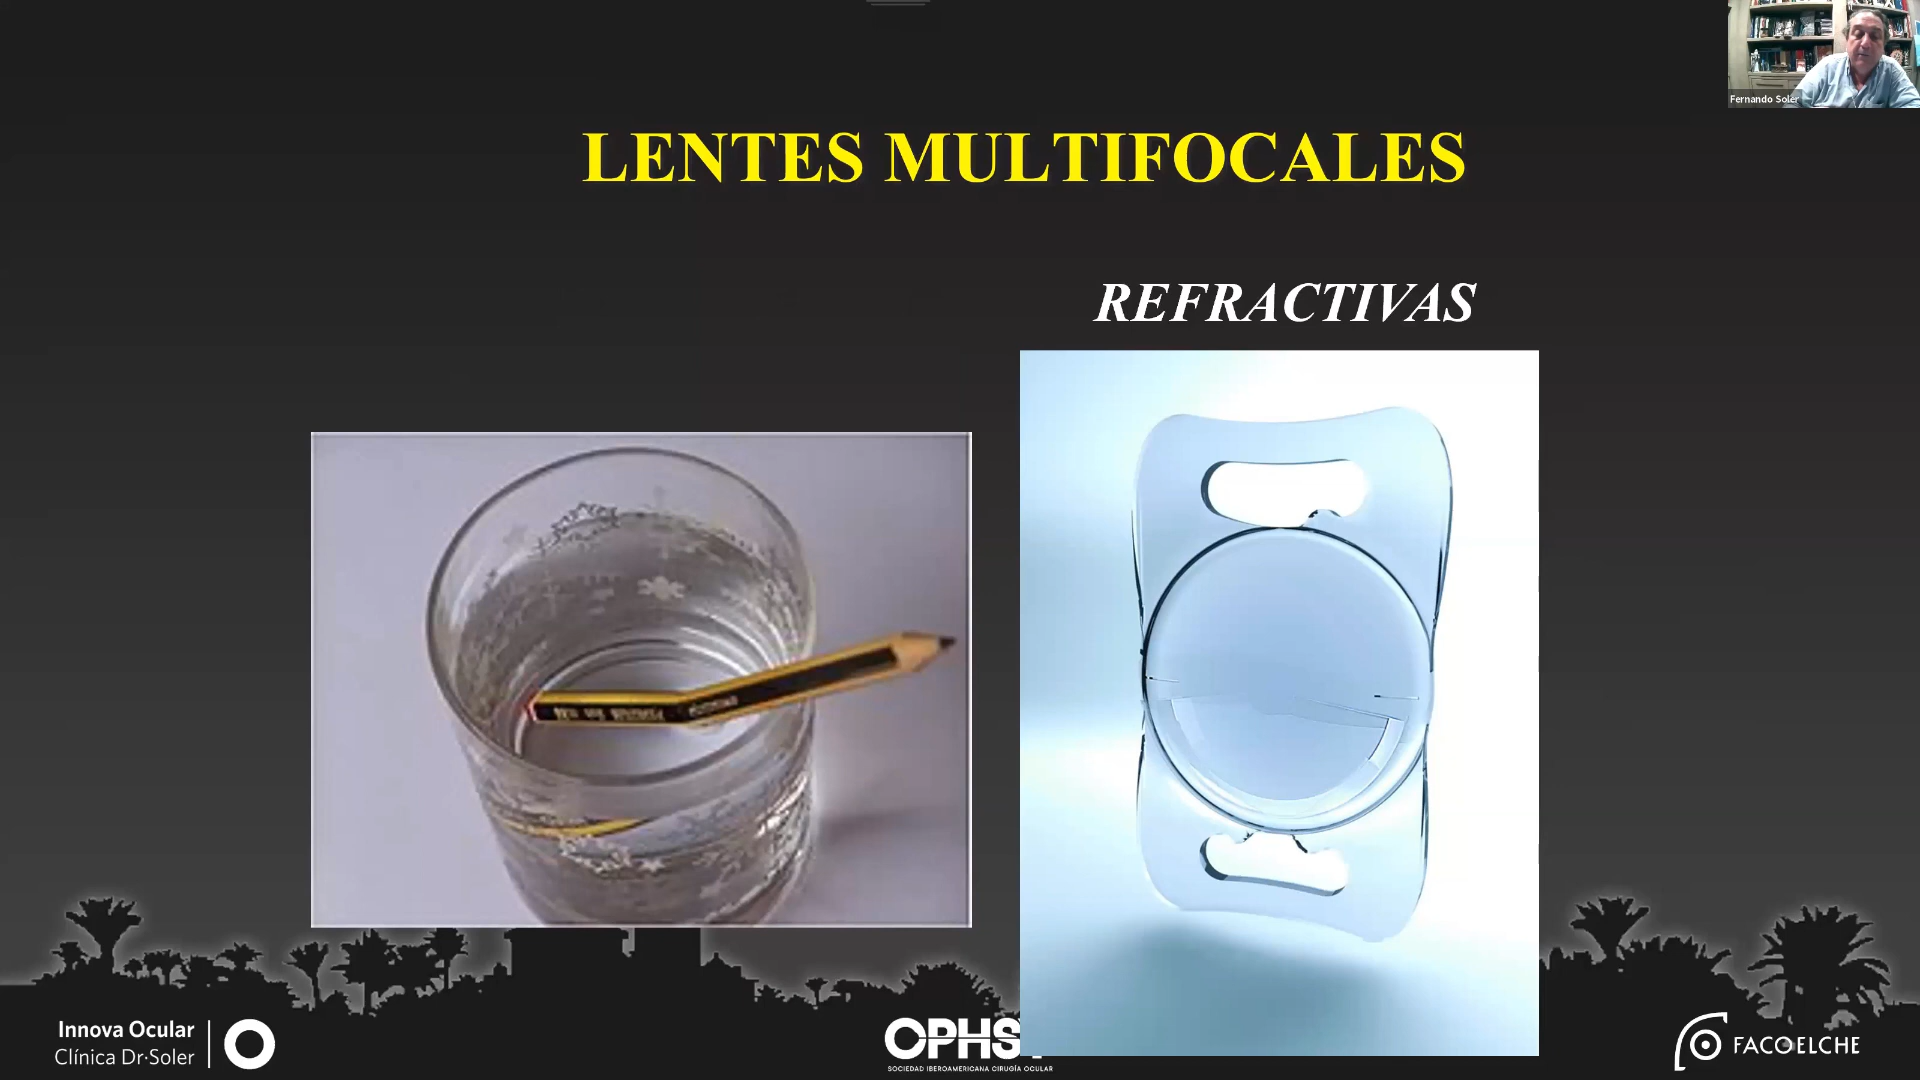 Fernando Soler
LENTES MULTIFOCALES
REFRACTIVAS
Innova Ocular
Clínica Dr·Soler
OPHS
SOCIEDAD IBEROAMERICANA CIRUGÍA OCULAR
FACOELCHE